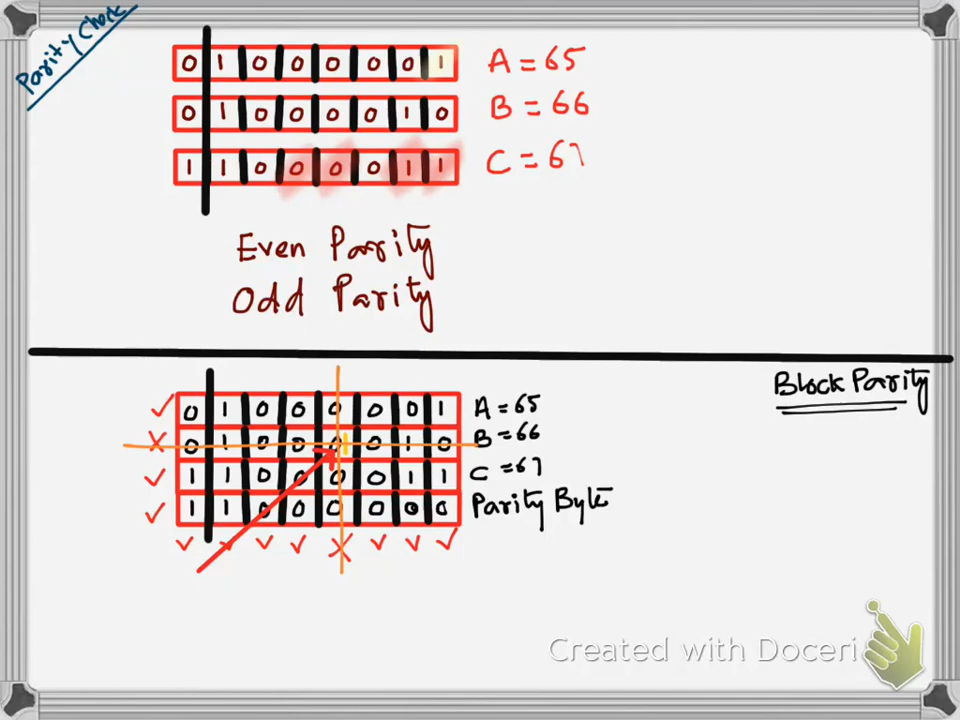 Parity Check
0 1 0 0 0 0 0 1 A = 65
0 1 0 0 0 0 1 0 B = 66
1 1 0 0 0 0 1 1 C = 67
Even Parity
Odd Parity
Block Parity
✓ 0 1 0 0 0 0 0 1 A = 65
X 0 1 0 0 0 0 1 0 B = 66
✓ 1 1 0 0 0 0 1 1 C = 67
✓ 1 1 0 0 0 0 0 0 Parity Byte
✓ ✓ ✓ ✓ X ✓ ✓ ✓
Created with Doceri